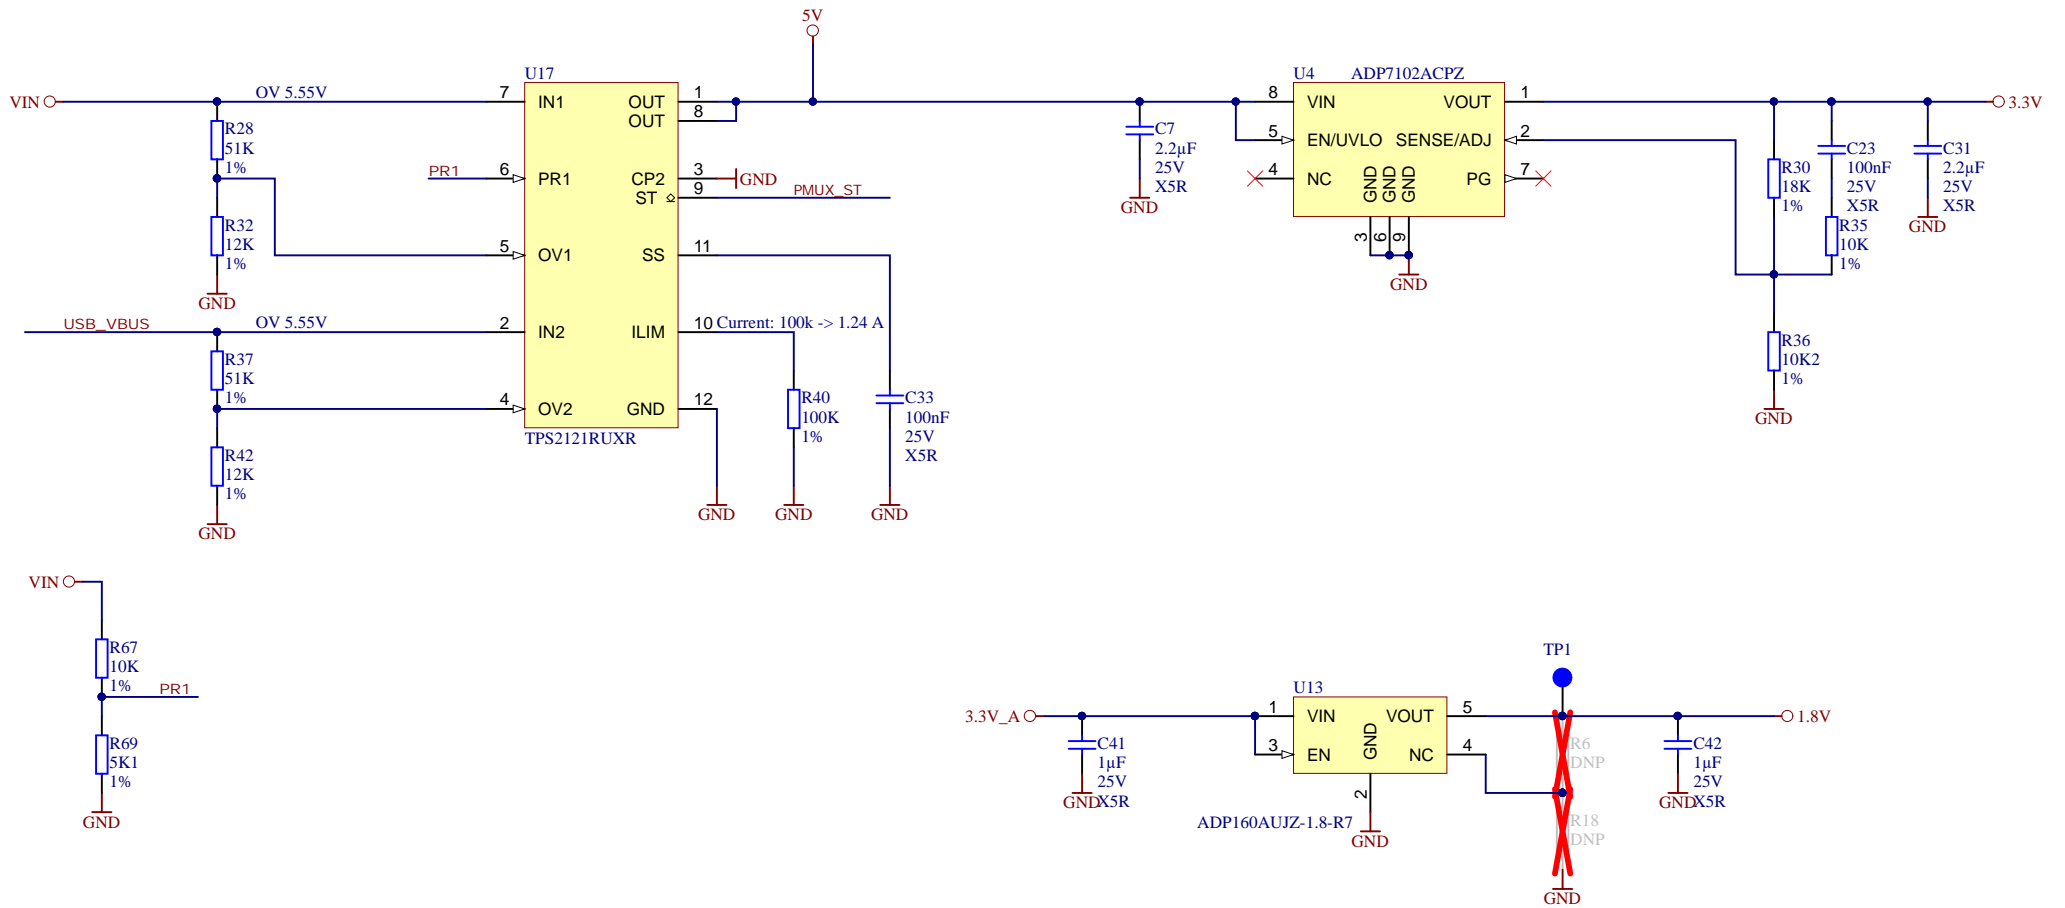 5V
VIN
OV 5.55V
R28
51K
1%
R32
12K
1%
GND
USB_VBUS
OV 5.55V
R37
51K
1%
R42
12K
1%
GND
PR1
U17
7 IN1 OUT 1
OUT 8
6 PR1 CP2 3 GND
ST 9 PMUX_ST
5 OV1 SS 11
2 IN2 ILIM 10 Current: 100k -> 1.24 A
4 OV2 GND 12
TPS2121RUXR
GND
R40
100K
1%
GND
C33
100nF
25V
X5R
GND
C7
2.2µF
25V
X5R
GND
U4 ADP7102ACPZ
8 VIN VOUT 1
5 EN/UVLO SENSE/ADJ 2
4 NC PG 7
GND
GND
GND
3
6
9
GND
3.3V
R30
18K
1%
C23
100nF
25V
X5R
R35
10K
1%
C31
2.2µF
25V
X5R
GND
R36
10K2
1%
GND
VIN
R67
10K
1%
PR1
R69
5K1
1%
GND
3.3V_A
C41
1µF
25V
X5R
GND
U13
1 VIN VOUT 5
3 EN NC 4
GND
2
ADP160AUJZ-1.8-R7
GND
TP1
R6
DNP
R18
DNP
GND
C42
1µF
25V
X5R
GND
1.8V